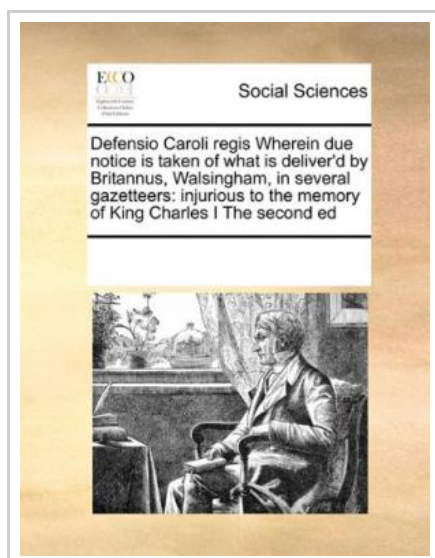 ECCO
Social Sciences
Defensio Caroli regis Wherein due
notice is taken of what is deliver'd by
Britannus, Walsingham, in several
gazetteers: injurious to the memory
of King Charles I The second ed